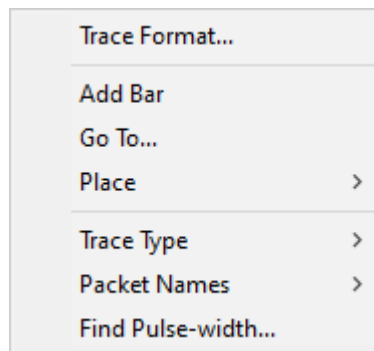 Trace Format...
Add Bar
Go To...
Place
Trace Type
Packet Names
Find Pulse-width...